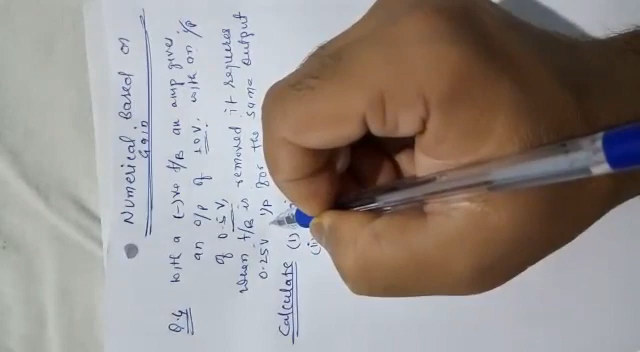 Numerical Based on
Gain
Q.4 with a (-)ve f/B an amp gives
an o/p of 10V, with an i/p
of 0.5V,
when f/B is removed it requires
0.25V i/p for the same output
Calculate (i)
(ii)